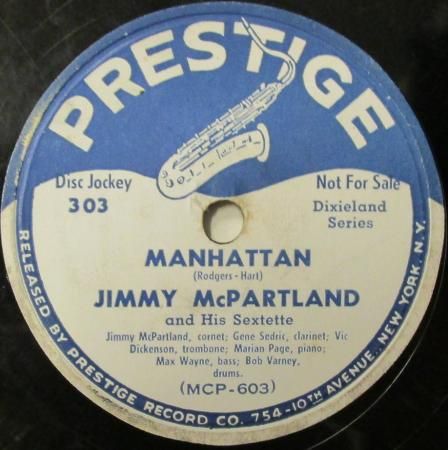 PRESTIGE
Disc Jockey
303
Not For Sale
Dixieland
Series
MANHATTAN
(Rodgers - Hart)
JIMMY McPARTLAND
and His Sextette
Jimmy McPartland, cornet; Gene Sedric, clarinet; Vic
Dickenson, trombone; Marian Page, piano;
Max Wayne, bass; Bob Varney,
drums.
(MCP-603)
RELEASED BY PRESTIGE RECORD CO. 754-10TH AVENUE., NEW YORK, N.Y.